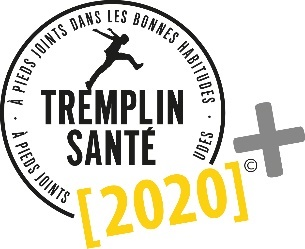 · À PIEDS JOINTS DANS LES BONNES HABITUDES ·
À PIEDS JOINTS
UDES
TREMPLIN
SANTÉ
[2020]
©
+